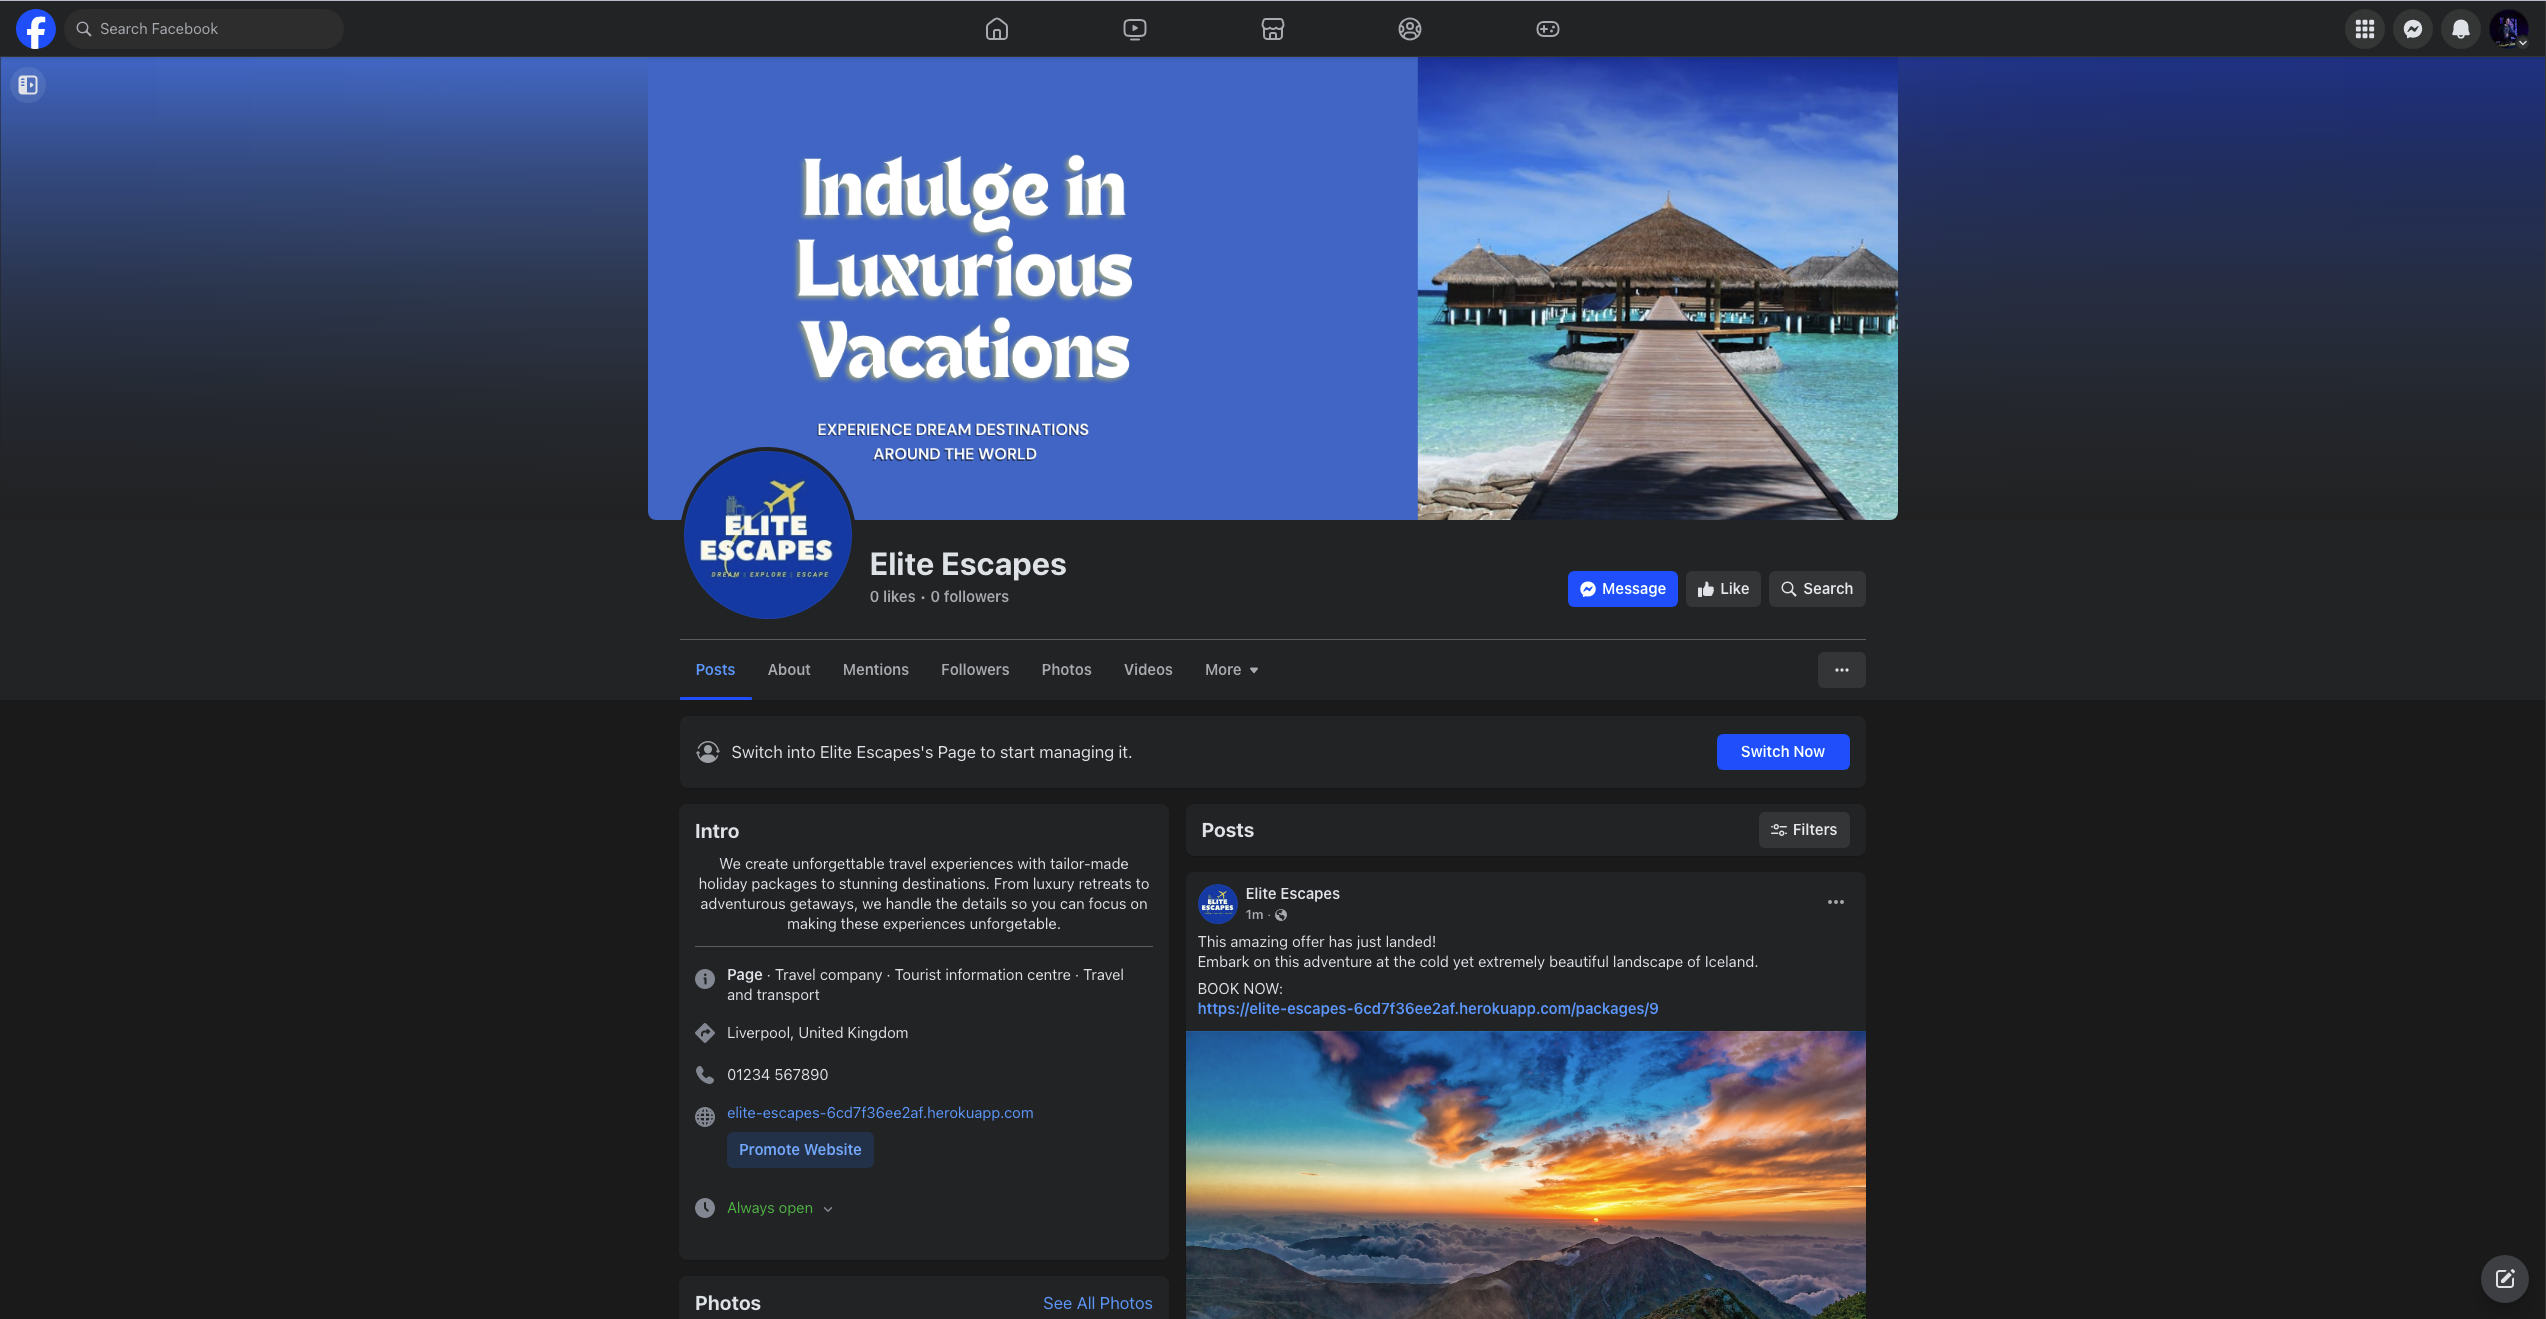 Search Facebook
Indulge in
Luxurious
Vacations
EXPERIENCE DREAM DESTINATIONS
AROUND THE WORLD
ELITE
ESCAPES
DREAM | EXPLORE | ESCAPE
Elite Escapes
0 likes • 0 followers
Message
Like
Search
Posts
About
Mentions
Followers
Photos
Videos
More
Switch into Elite Escapes's Page to start managing it.
Switch Now
Intro
We create unforgettable travel experiences with tailor-made
holiday packages to stunning destinations. From luxury retreats to
adventurous getaways, we handle the details so you can focus on
making these experiences unforgetable.
Page · Travel company · Tourist information centre · Travel
and transport
Liverpool, United Kingdom
01234 567890
elite-escapes-6cd7f36ee2af.herokuapp.com
Promote Website
Always open
Photos
See All Photos
Posts
Filters
ELITE
ESCAPES
Elite Escapes
1m ·
This amazing offer has just landed!
Embark on this adventure at the cold yet extremely beautiful landscape of Iceland.
BOOK NOW:
https://elite-escapes-6cd7f36ee2af.herokuapp.com/packages/9